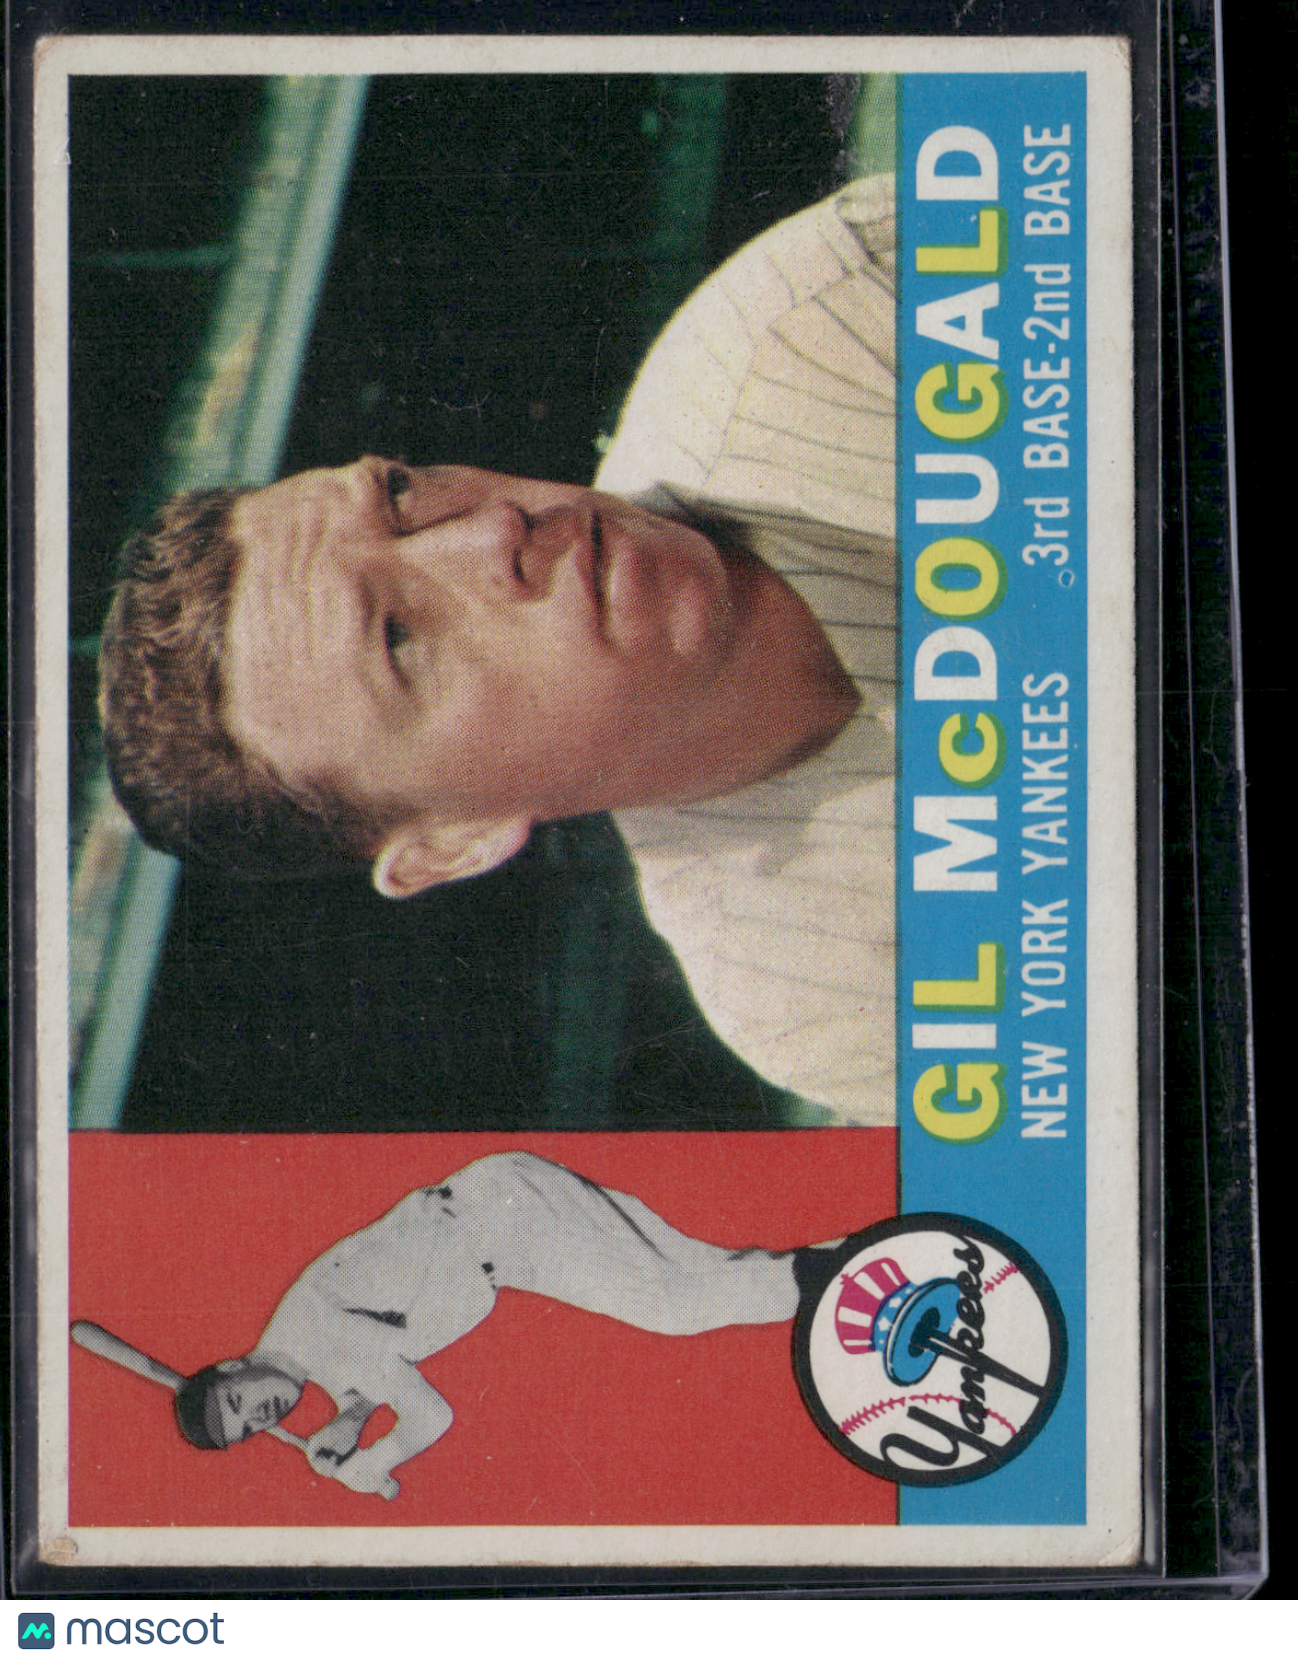 GIL McDOUGALD
NEW YORK YANKEES 3rd BASE-2nd BASE
Yankees
mascot